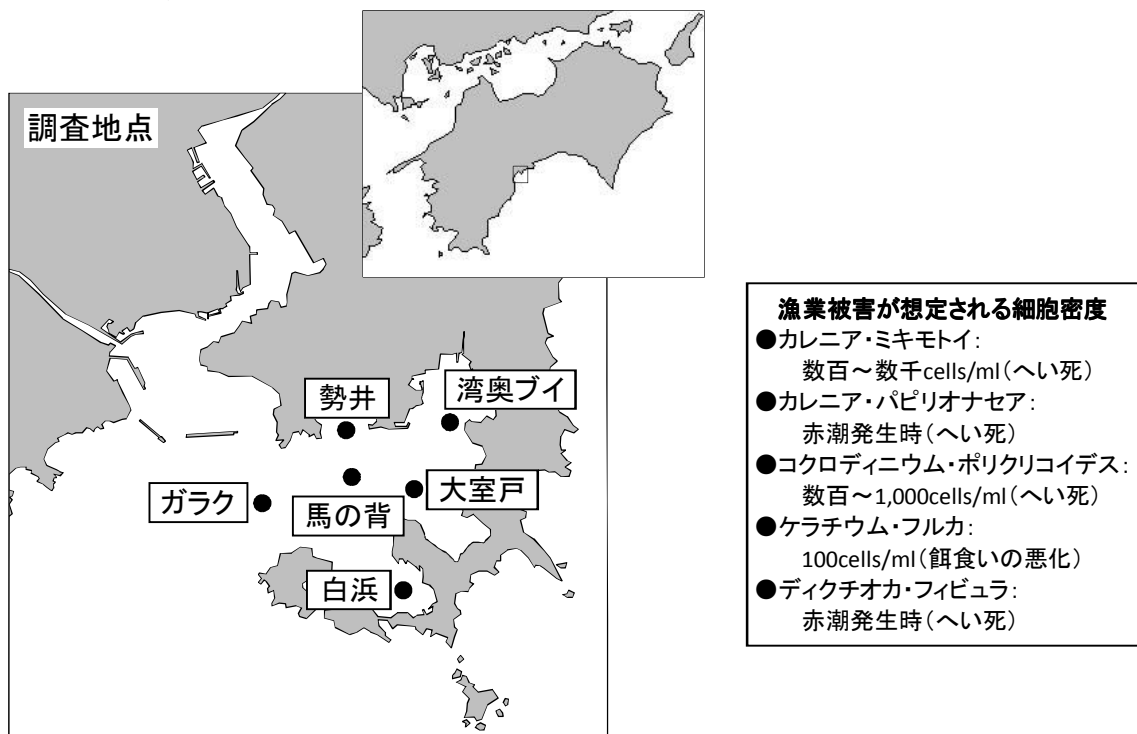 調査地点
勢井
湾奥ブイ
ガラク
馬の背
大室戸
白浜
漁業被害が想定される細胞密度
●カレニア・ミキモトイ:
数百~数千cells/ml(へい死)
●カレニア・パピリオナセア:
赤潮発生時(へい死)
●コクロディニウム・ポリクリコイデス:
数百~1,000cells/ml(へい死)
●ケラチウム・フルカ:
100cells/ml(餌食いの悪化)
●ディクチオカ・フィビュラ:
赤潮発生時(へい死)